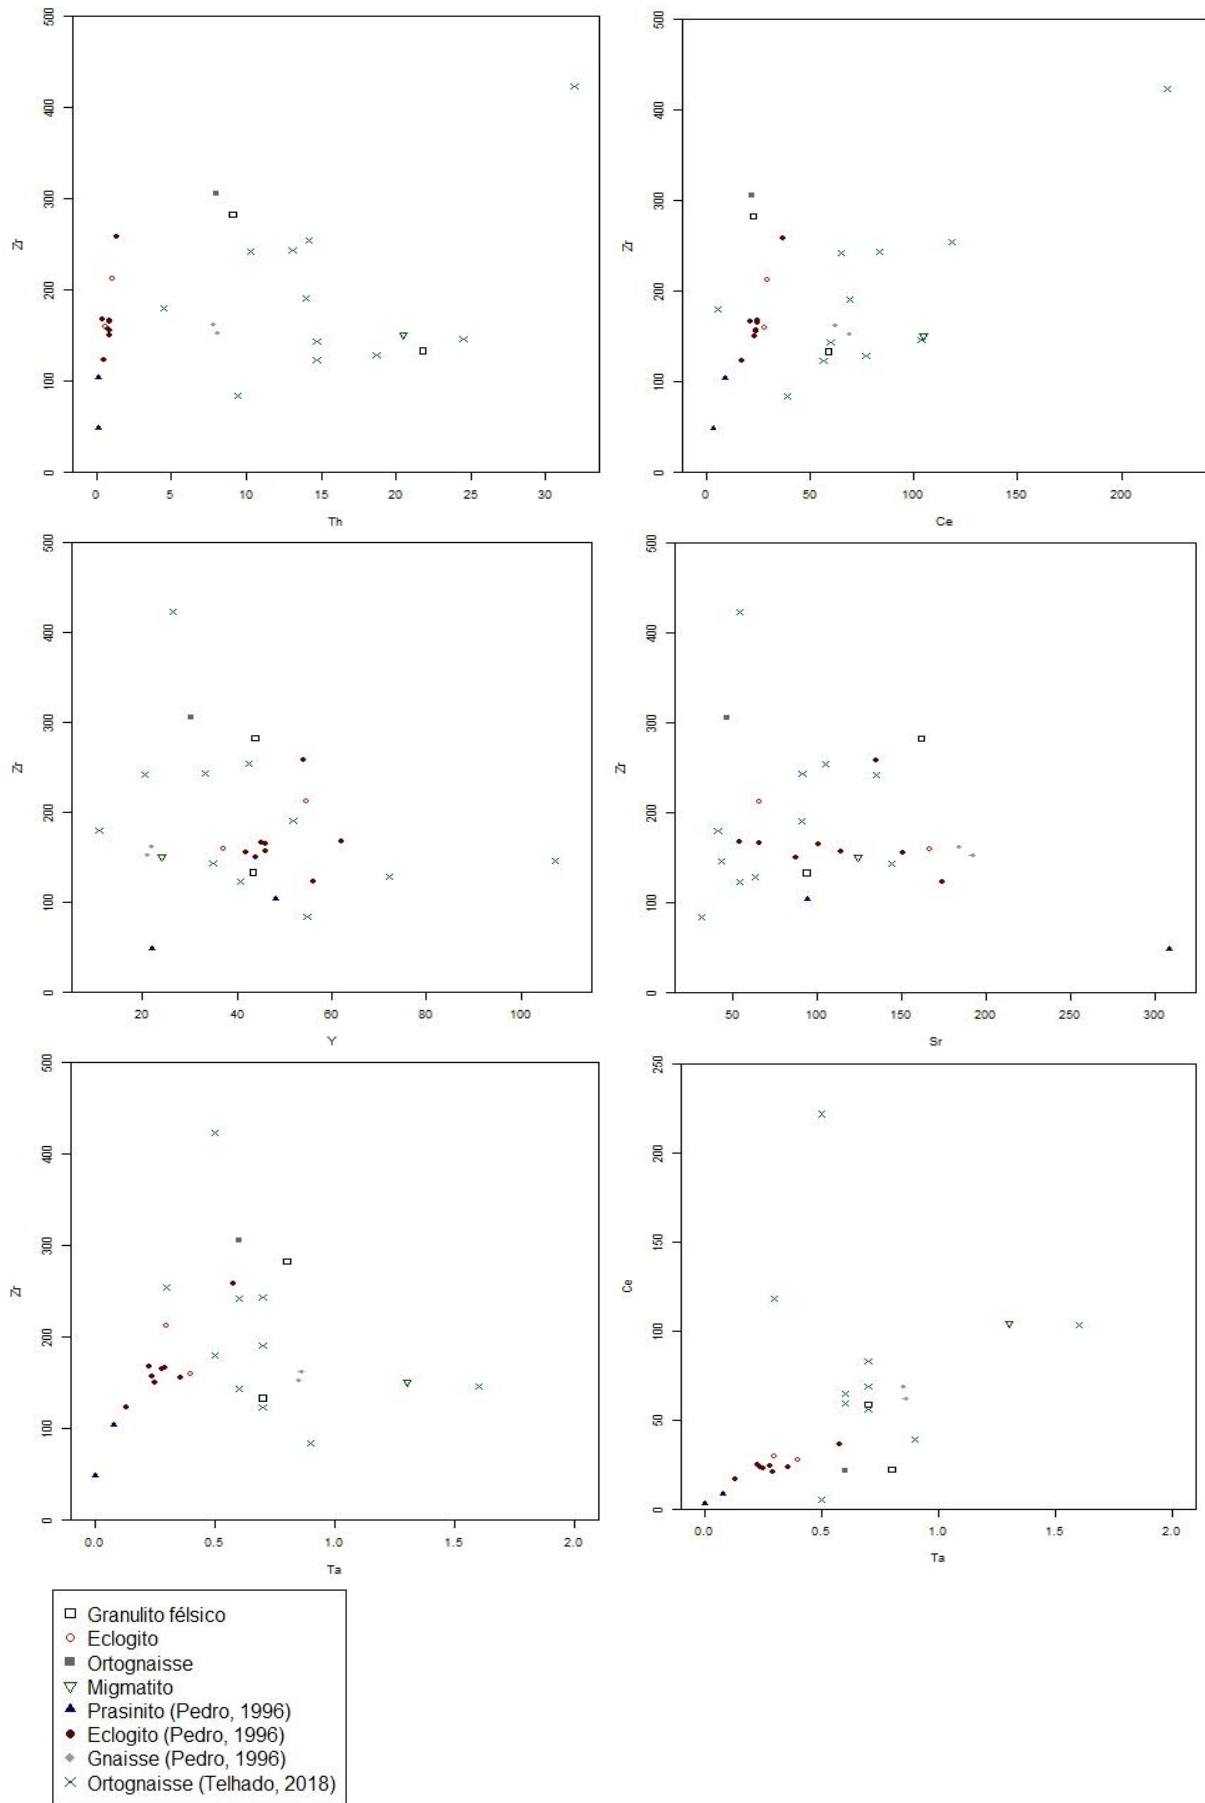 500
400
300
200
100
0
Zr
0 5 10 15 20 25 30
Th
500
400
300
200
100
0
Zr
0 50 100 150 200
Ce
500
400
300
200
100
0
Zr
20 40 60 80 100
Y
500
400
300
200
100
0
Zr
50 100 150 200 250 300
Sr
500
400
300
200
100
0
Zr
0.0 0.5 1.0 1.5 2.0
Ta
250
200
150
100
50
0
Ce
0.0 0.5 1.0 1.5 2.0
Ta
Granulito félsico
Eclogito
Ortognaisse
Migmatito
Prasinito (Pedro, 1996)
Eclogito (Pedro, 1996)
Gnaisse (Pedro, 1996)
Ortognaisse (Telhado, 2018)